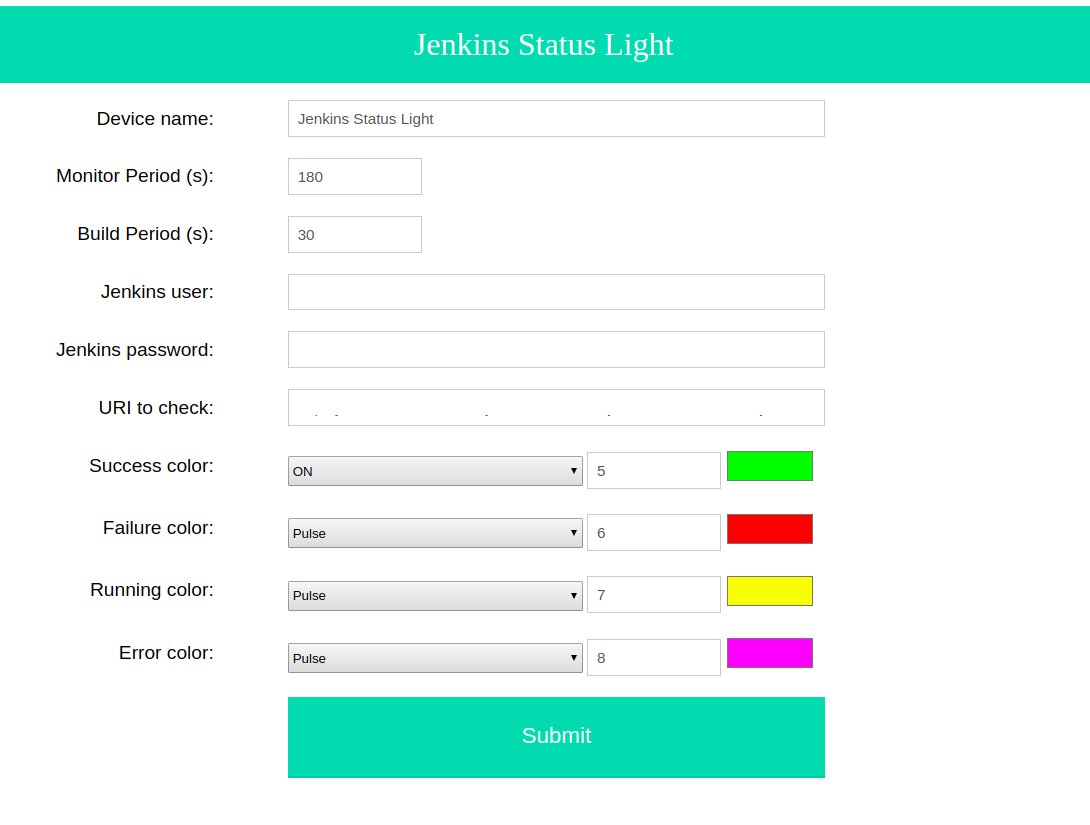 Jenkins Status Light
Device name: Jenkins Status Light
Monitor Period (s): 180
Build Period (s): 30
Jenkins user:
Jenkins password:
URI to check:
Success color: ON 5
Failure color: Pulse 6
Running color: Pulse 7
Error color: Pulse 8
Submit